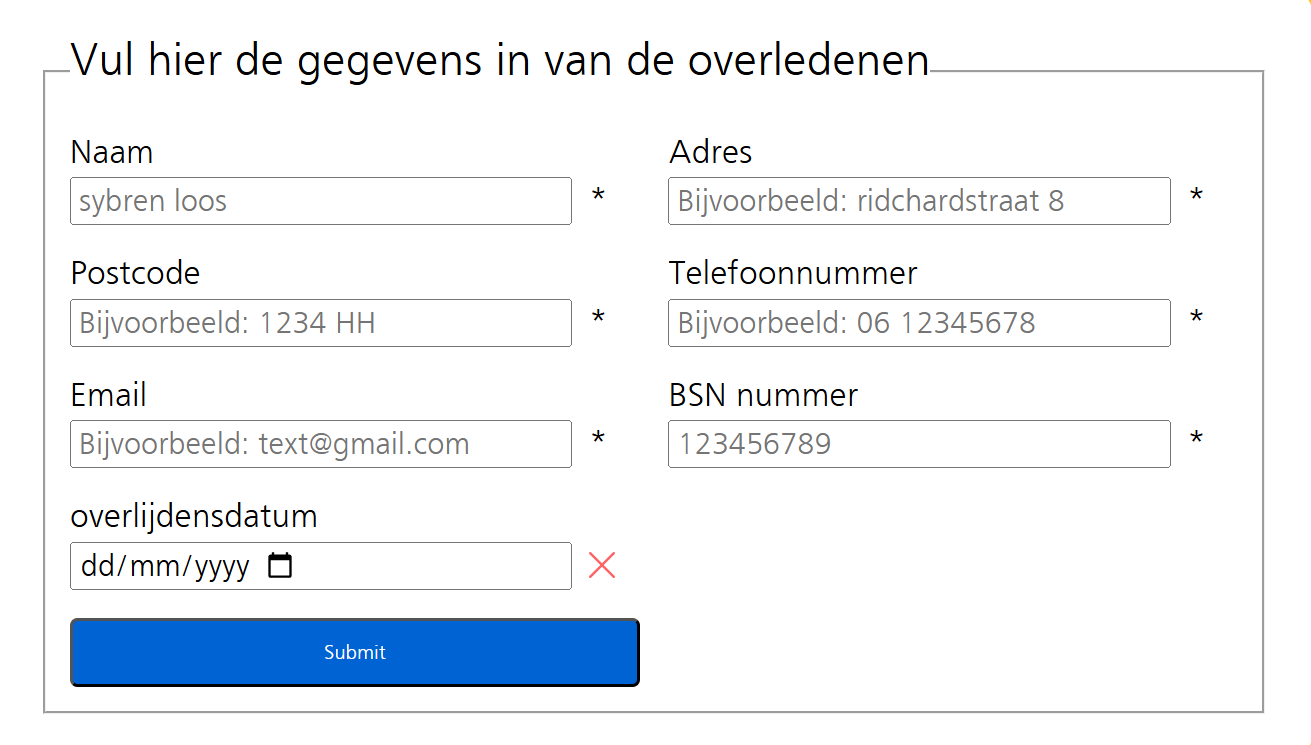 Vul hier de gegevens in van de overledenen
Naam
Adres
sybren loos *
Bijvoorbeeld: ridchardstraat 8 *
Postcode
Telefoonnummer
Bijvoorbeeld: 1234 HH *
Bijvoorbeeld: 06 12345678 *
Email
BSN nummer
Bijvoorbeeld: text@gmail.com *
123456789 *
overlijdensdatum
dd/mm/yyyy
Submit